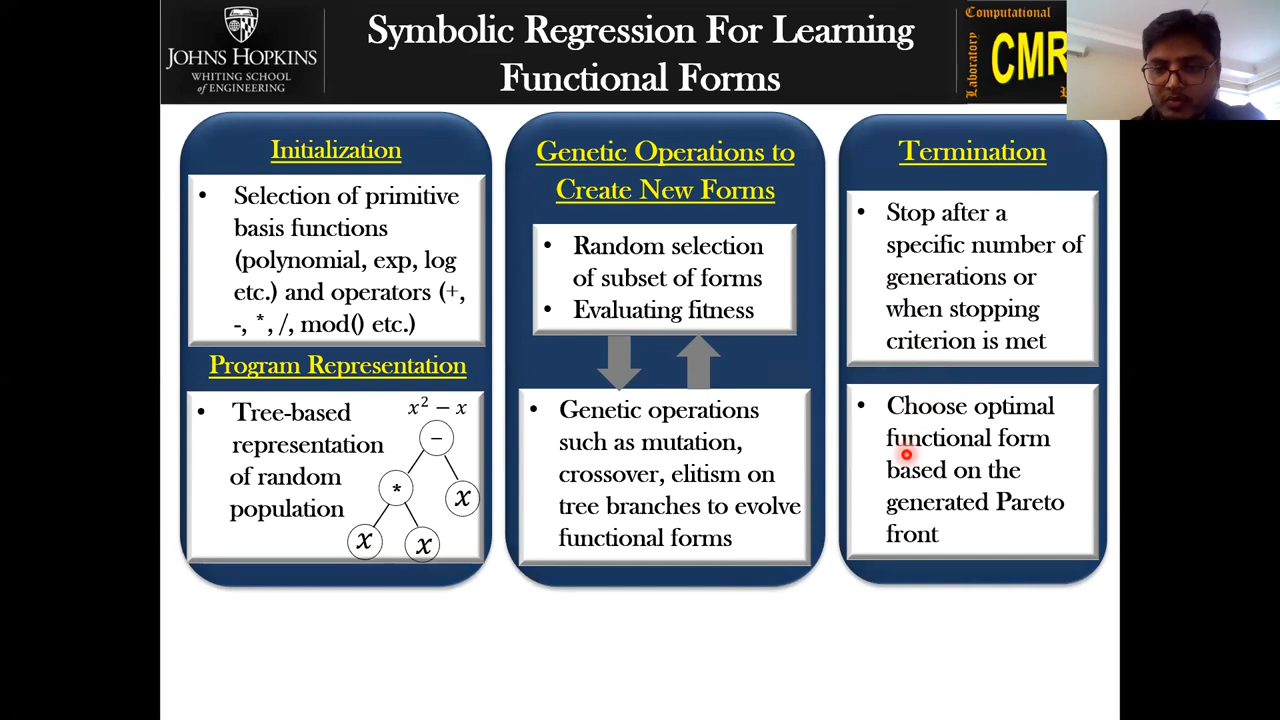 JOHNS HOPKINS
WHITING SCHOOL
of ENGINEERING
Symbolic Regression For Learning
Functional Forms
Computational
Laboratory
CMR
Initialization
• Selection of primitive
basis functions
(polynomial, exp, log
etc.) and operators (+,
-, *, /, mod() etc.)
Program Representation
• Tree-based
representation
of random
population
x² − x
−
*
x
x
x
Genetic Operations to
Create New Forms
• Random selection
of subset of forms
• Evaluating fitness
• Genetic operations
such as mutation,
crossover, elitism on
tree branches to evolve
functional forms
Termination
• Stop after a
specific number of
generations or
when stopping
criterion is met
• Choose optimal
functional form
based on the
generated Pareto
front